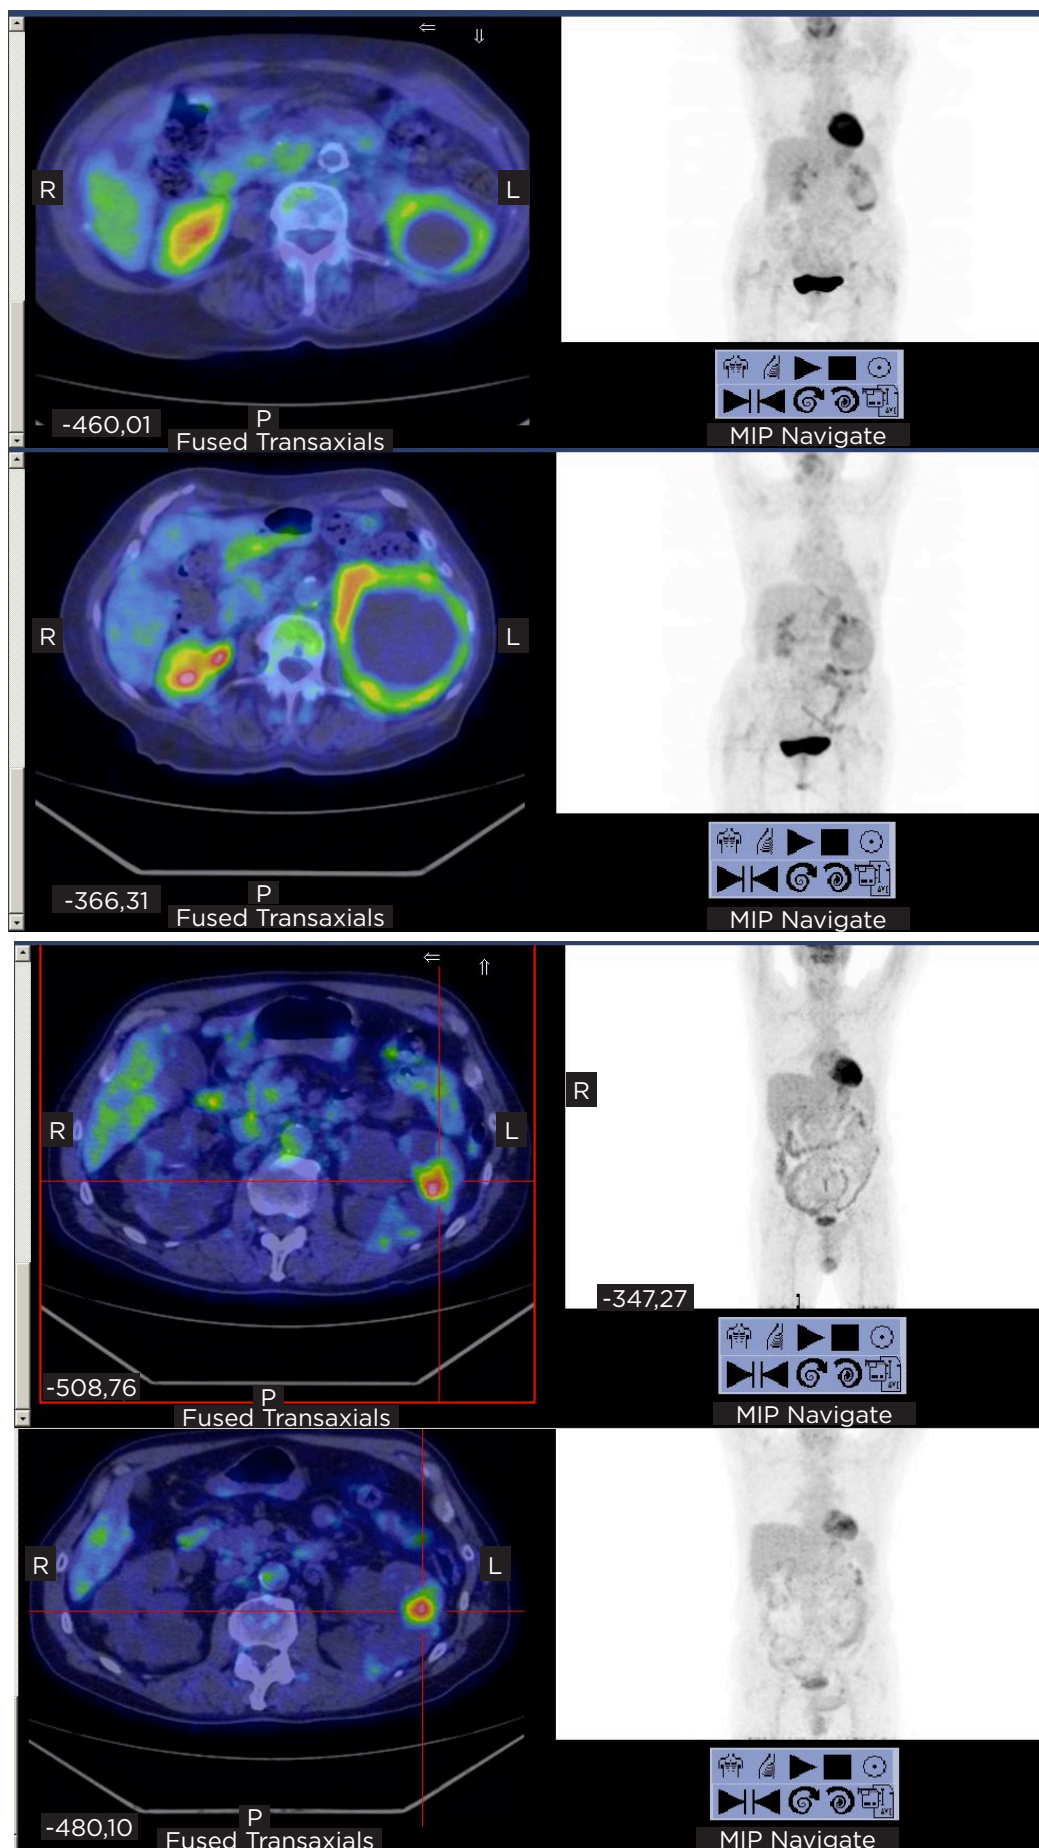 R
L
-460,01
P
Fused Transaxials
MIP Navigate
R
L
-366,31
P
Fused Transaxials
MIP Navigate
R
L
R
-347,27
-508,76
P
Fused Transaxials
MIP Navigate
R
L
-480,10
P
Fused Transaxials
MIP Navigate